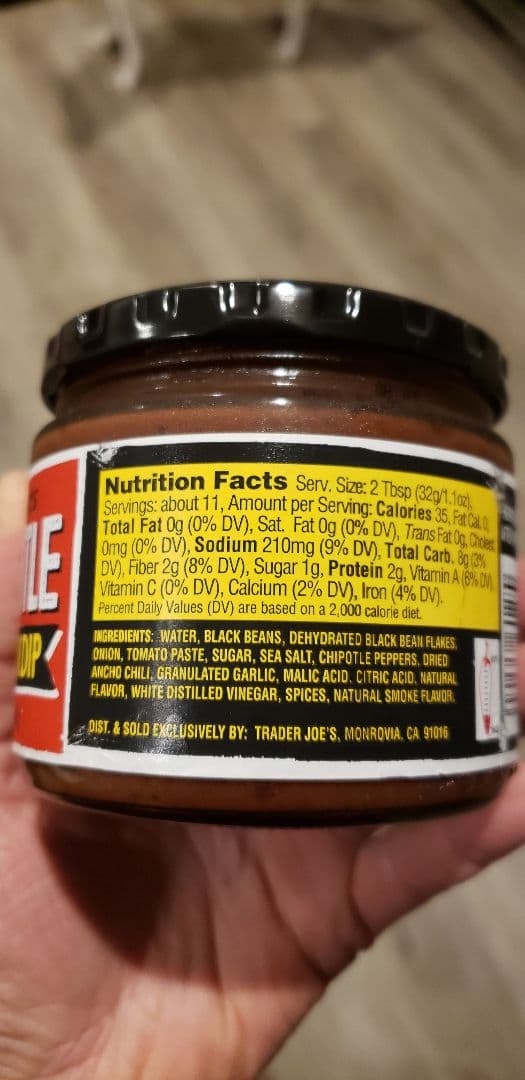 Nutrition Facts Serv. Size: 2 Tbsp (32g/1.1oz),
Servings: about 11, Amount per Serving: Calories 35, Fat Cal. 0,
Total Fat 0g (0% DV), Sat. Fat 0g (0% DV), Trans Fat 0g, Cholest.
0mg (0% DV), Sodium 210mg (9% DV), Total Carb. 8g (3%
DV), Fiber 2g (8% DV), Sugar 1g, Protein 2g, Vitamin A (6% DV),
Vitamin C (0% DV), Calcium (2% DV), Iron (4% DV).
Percent Daily Values (DV) are based on a 2,000 calorie diet.
INGREDIENTS: WATER, BLACK BEANS, DEHYDRATED BLACK BEAN FLAKES,
ONION, TOMATO PASTE, SUGAR, SEA SALT, CHIPOTLE PEPPERS, DRIED
ANCHO CHILI, GRANULATED GARLIC, MALIC ACID, CITRIC ACID, NATURAL
FLAVOR, WHITE DISTILLED VINEGAR, SPICES, NATURAL SMOKE FLAVOR.
DIST. & SOLD EXCLUSIVELY BY: TRADER JOE'S, MONROVIA, CA 91016
TLE
DIP